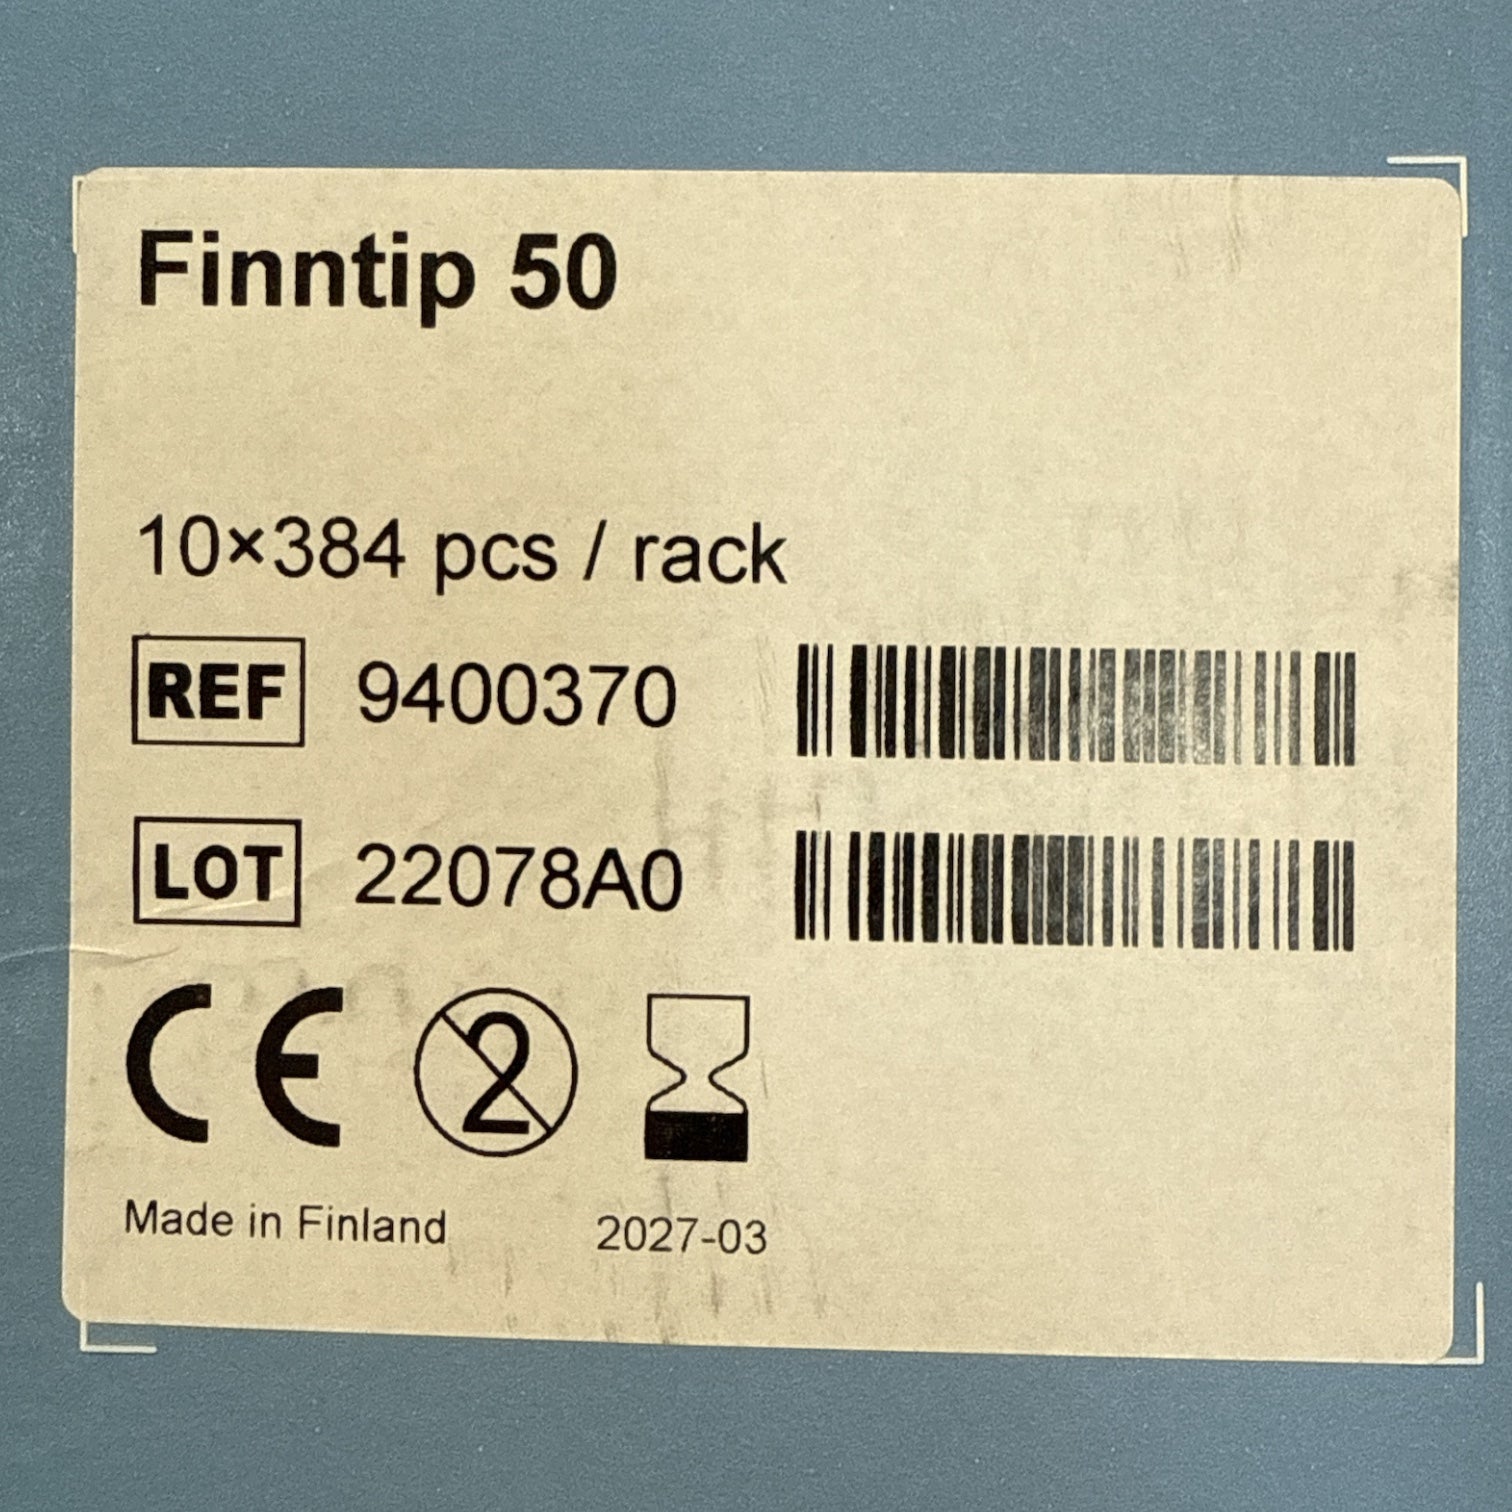 Finntip 50
10×384 pcs / rack
REF 9400370
LOT 22078A0
CE 2
Made in Finland 2027-03